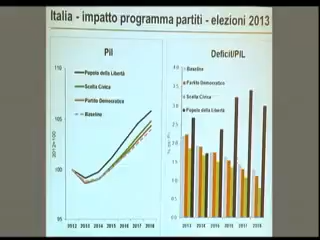 Italia - impatto programma partiti - elezioni 2013
Pil
110
105
100
95
Popolo della Libertà
Scelta Civica
Partito Democratico
Baseline
2012 2013 2014 2015 2016 2017 2018
Deficit/PIL
4.0
3.5
3.0
2.5
2.0
1.5
1.0
0.5
0.0
Baseline
Partito Democratico
Scelta Civica
Popolo della Libertà
2013 2014 2015 2016 2017 2018